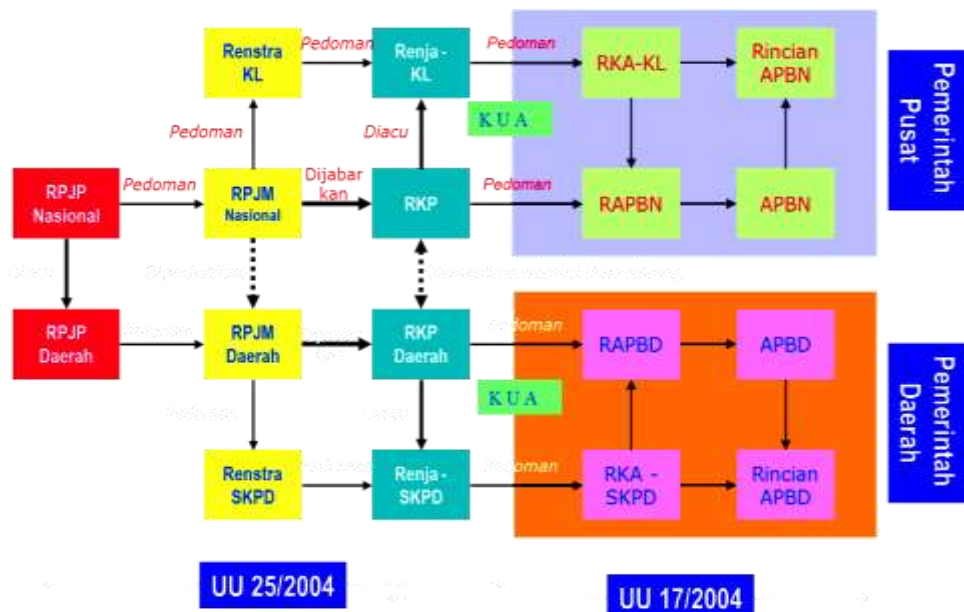 Renstra
KL
Pedoman
Renja -
KL
Pedoman
RKA-KL
Rincian
APBN
Pemerintah
Pusat
KUA
Pedoman
Diacu
RPJP
Nasional
Pedoman
RPJM
Nasional
Dijabar
kan
RKP
Pedoman
RAPBN
APBN
RPJP
Daerah
RPJM
Daerah
RKP
Daerah
Pedoman
RAPBD
APBD
Pemerintah
Daerah
KUA
Renstra
SKPD
Renja -
SKPD
Pedoman
RKA -
SKPD
Rincian
APBD
UU 25/2004
UU 17/2004